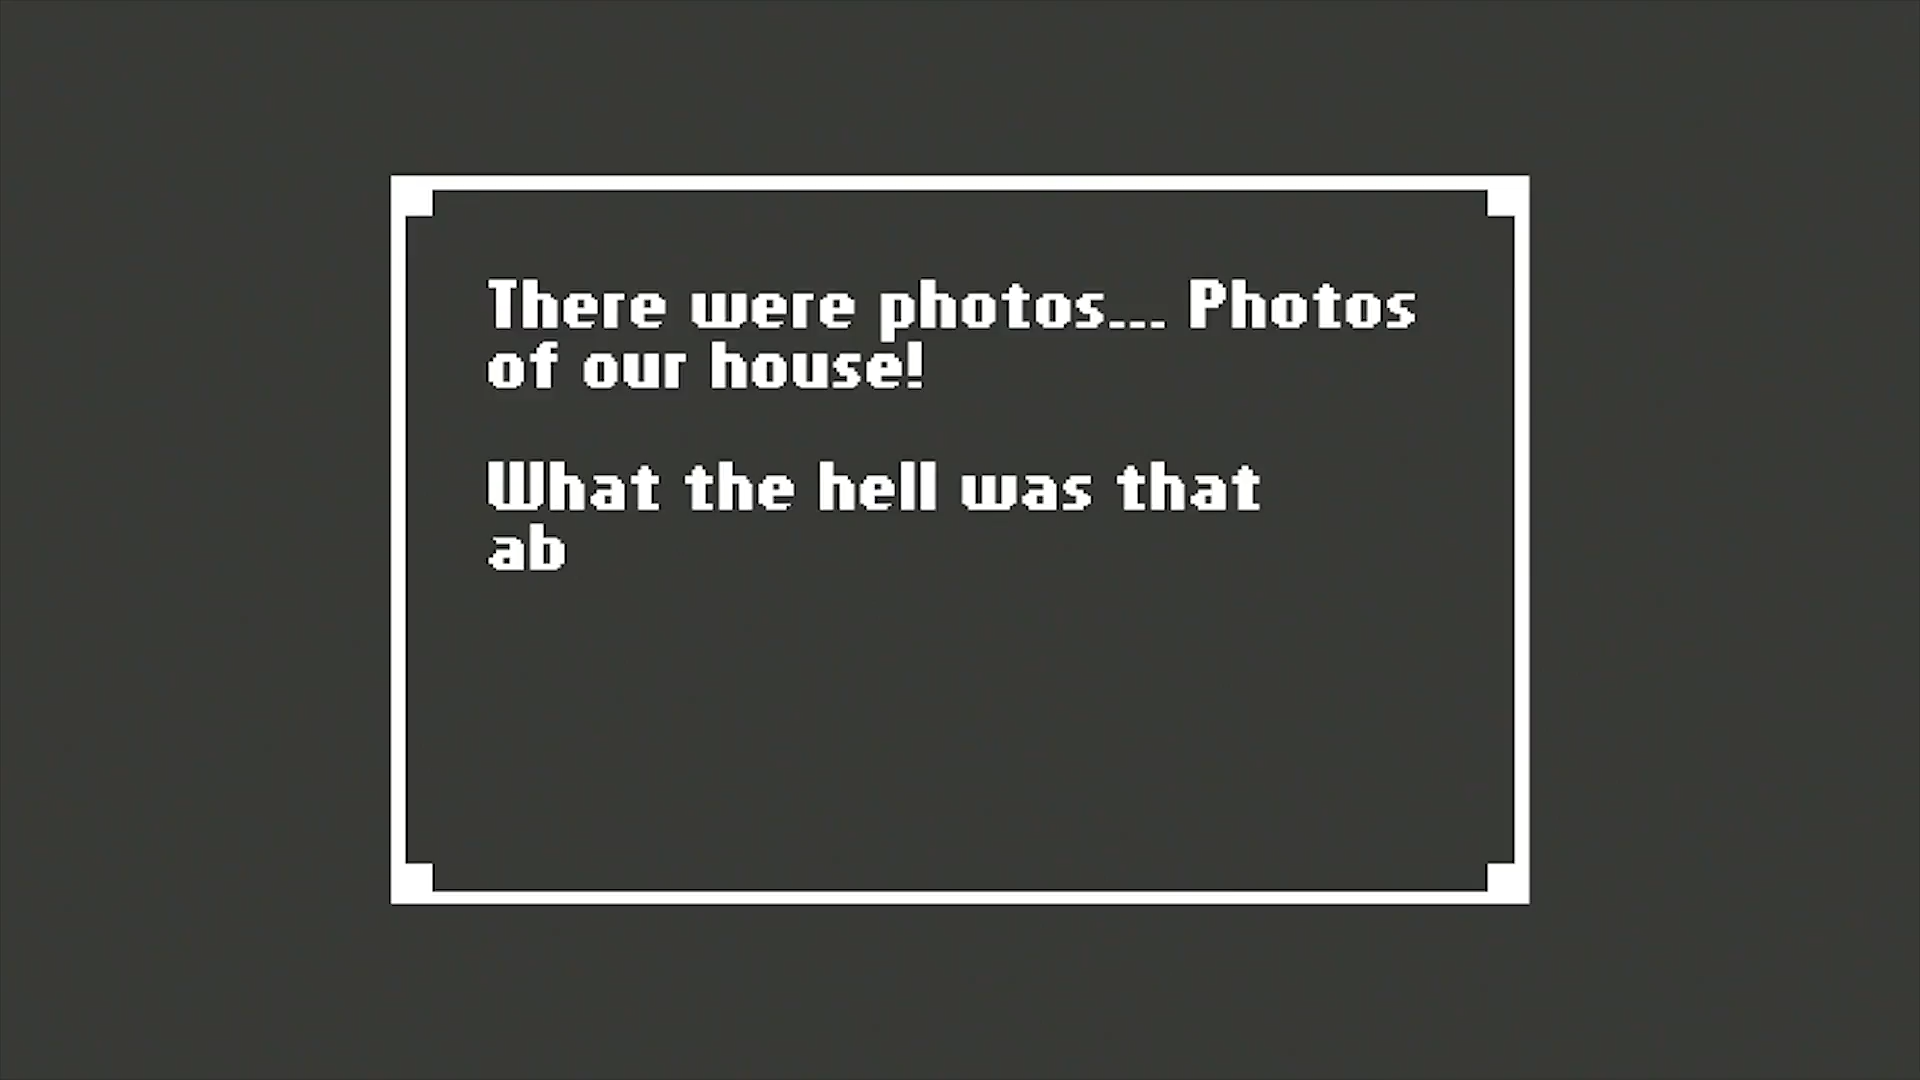 There were photos... Photos
of our house!
What the hell was that
ab